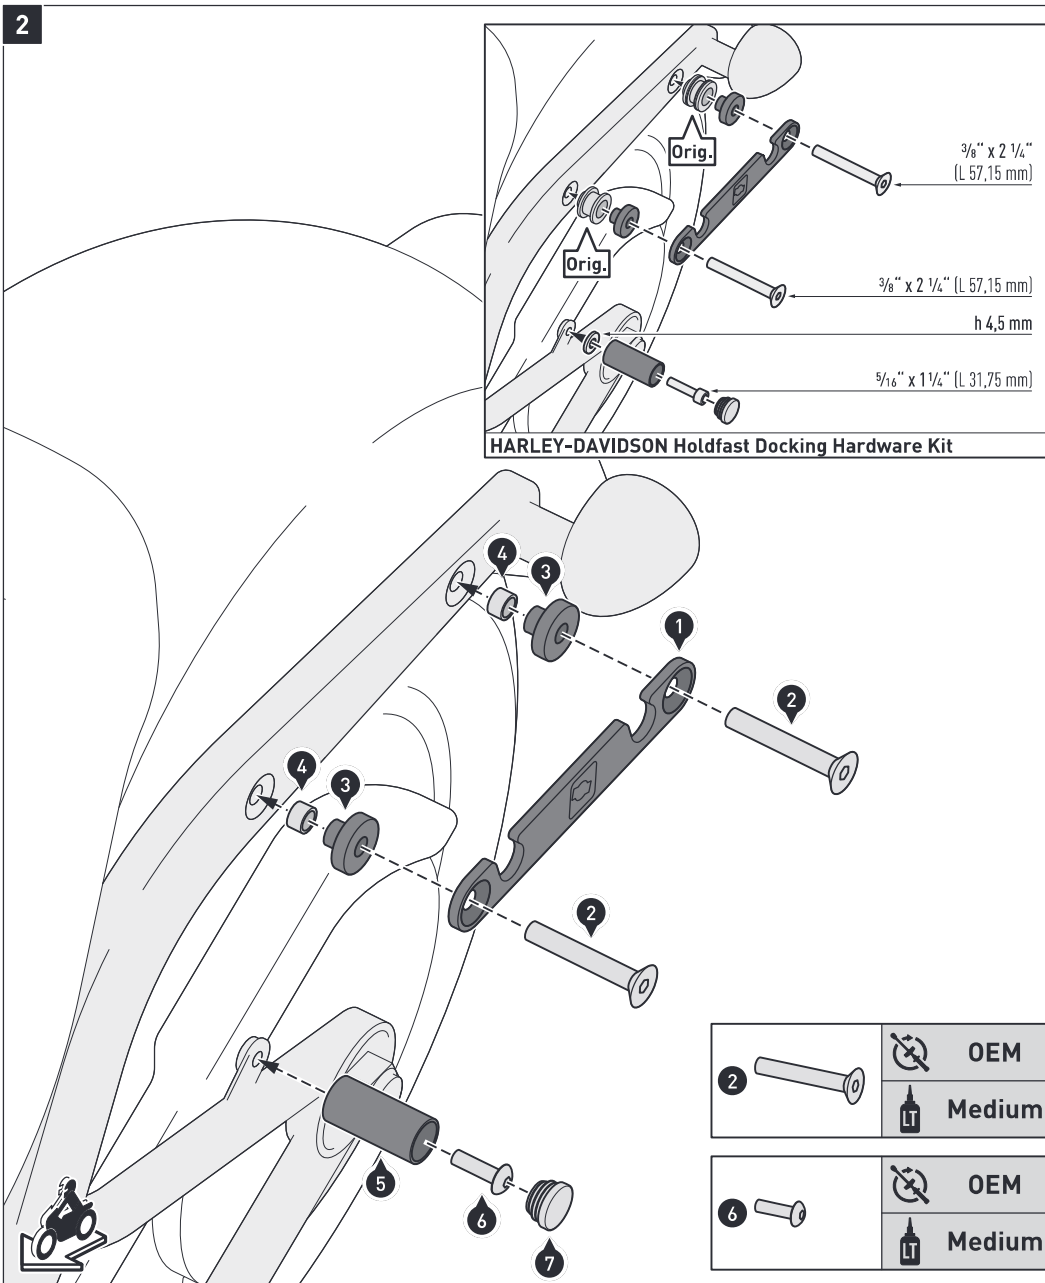 2
Orig.
3/8“ x 2 1/4“
(L 57,15 mm)
Orig.
3/8“ x 2 1/4“ (L 57,15 mm)
h 4,5 mm
5/16“ x 1 1/4“ (L 31,75 mm)
HARLEY-DAVIDSON Holdfast Docking Hardware Kit
4
3
1
2
4
3
2
5
6
7
2
OEM
LT Medium
6
OEM
LT Medium